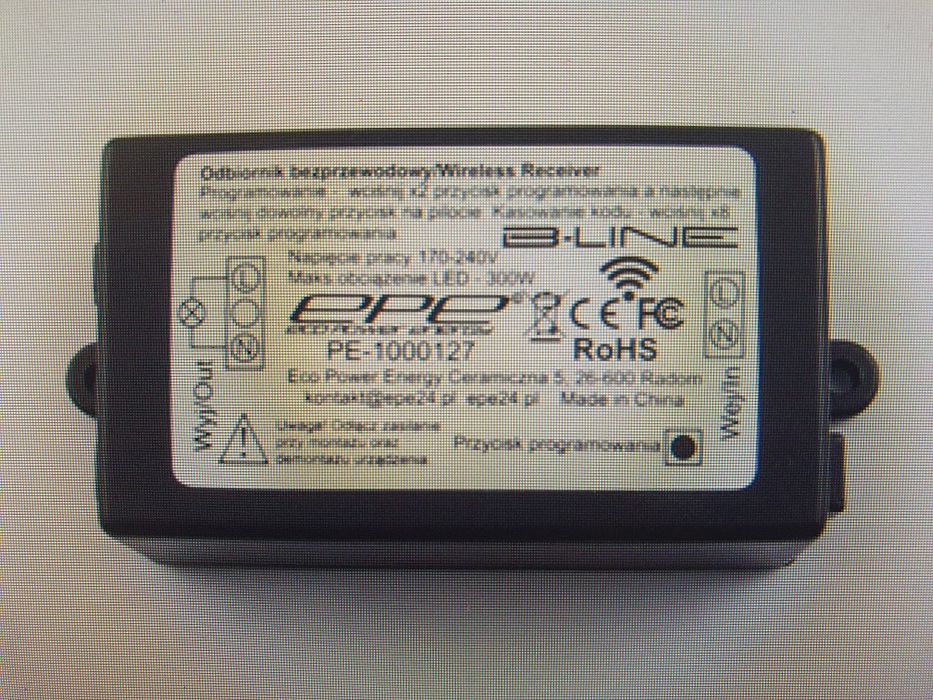 Odbiornik bezprzewodowy/Wireless Receiver
Programowanie - wciśnij x2 przycisk programowania a następnie
wciśnij dowolny przycisk na pilocie. Kasowanie kodu - wciśnij x8
przycisk programowania
B-LINE
Napięcie pracy 170-240V
Maks obciążenie LED - 300W
L
N
Wyj/Out
epe
ECO POWER ENERGY
CE FC
PE-1000127
RoHS
L
N
Wej/In
Eco Power Energy Ceramiczna 5, 26-600 Radom
kontakt@epe24.pl epe24.pl Made in China
Uwaga! Odłącz zasilanie
przy montażu oraz
demontażu urządzenia
Przycisk programowania